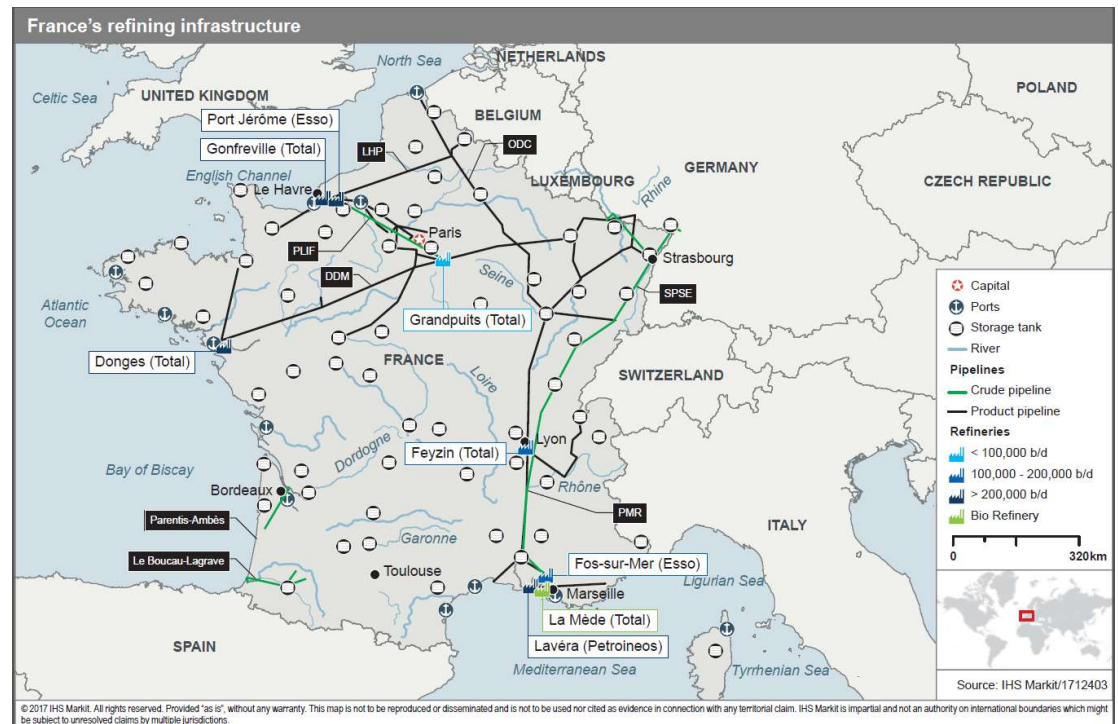 France's refining infrastructure
North Sea
NETHERLANDS
POLAND
Celtic Sea
UNITED KINGDOM
Port Jérôme (Esso)
BELGIUM
Gonfreville (Total)
LHP
ODC
GERMANY
English Channel
LUXEMBOURG
Rhine
CZECH REPUBLIC
Le Havre
Paris
PLIF
Strasbourg
Seine
DDM
SPSE
Atlantic
Ocean
Grandpuits (Total)
Donges (Total)
FRANCE
Loire
SWITZERLAND
Lyon
Feyzin (Total)
Dordogne
Bay of Biscay
Rhône
Bordeaux
PMR
ITALY
Parentis-Ambès
Garonne
Le Boucau-Lagrave
Fos-sur-Mer (Esso)
Toulouse
Ligurian Sea
Marseille
La Mède (Total)
Lavéra (Petroineos)
SPAIN
Mediterranean Sea
Tyrrhenian Sea
Capital
Ports
Storage tank
River
Pipelines
Crude pipeline
Product pipeline
Refineries
< 100,000 b/d
100,000 - 200,000 b/d
> 200,000 b/d
Bio Refinery
0 320km
Source: IHS Markit/1712403
© 2017 IHS Markit. All rights reserved. Provided "as is", without any warranty. This map is not to be reproduced or disseminated and is not to be used nor cited as evidence in connection with any territorial claim. IHS Markit is impartial and not an authority on international boundaries which might
be subject to unresolved claims by multiple jurisdictions.